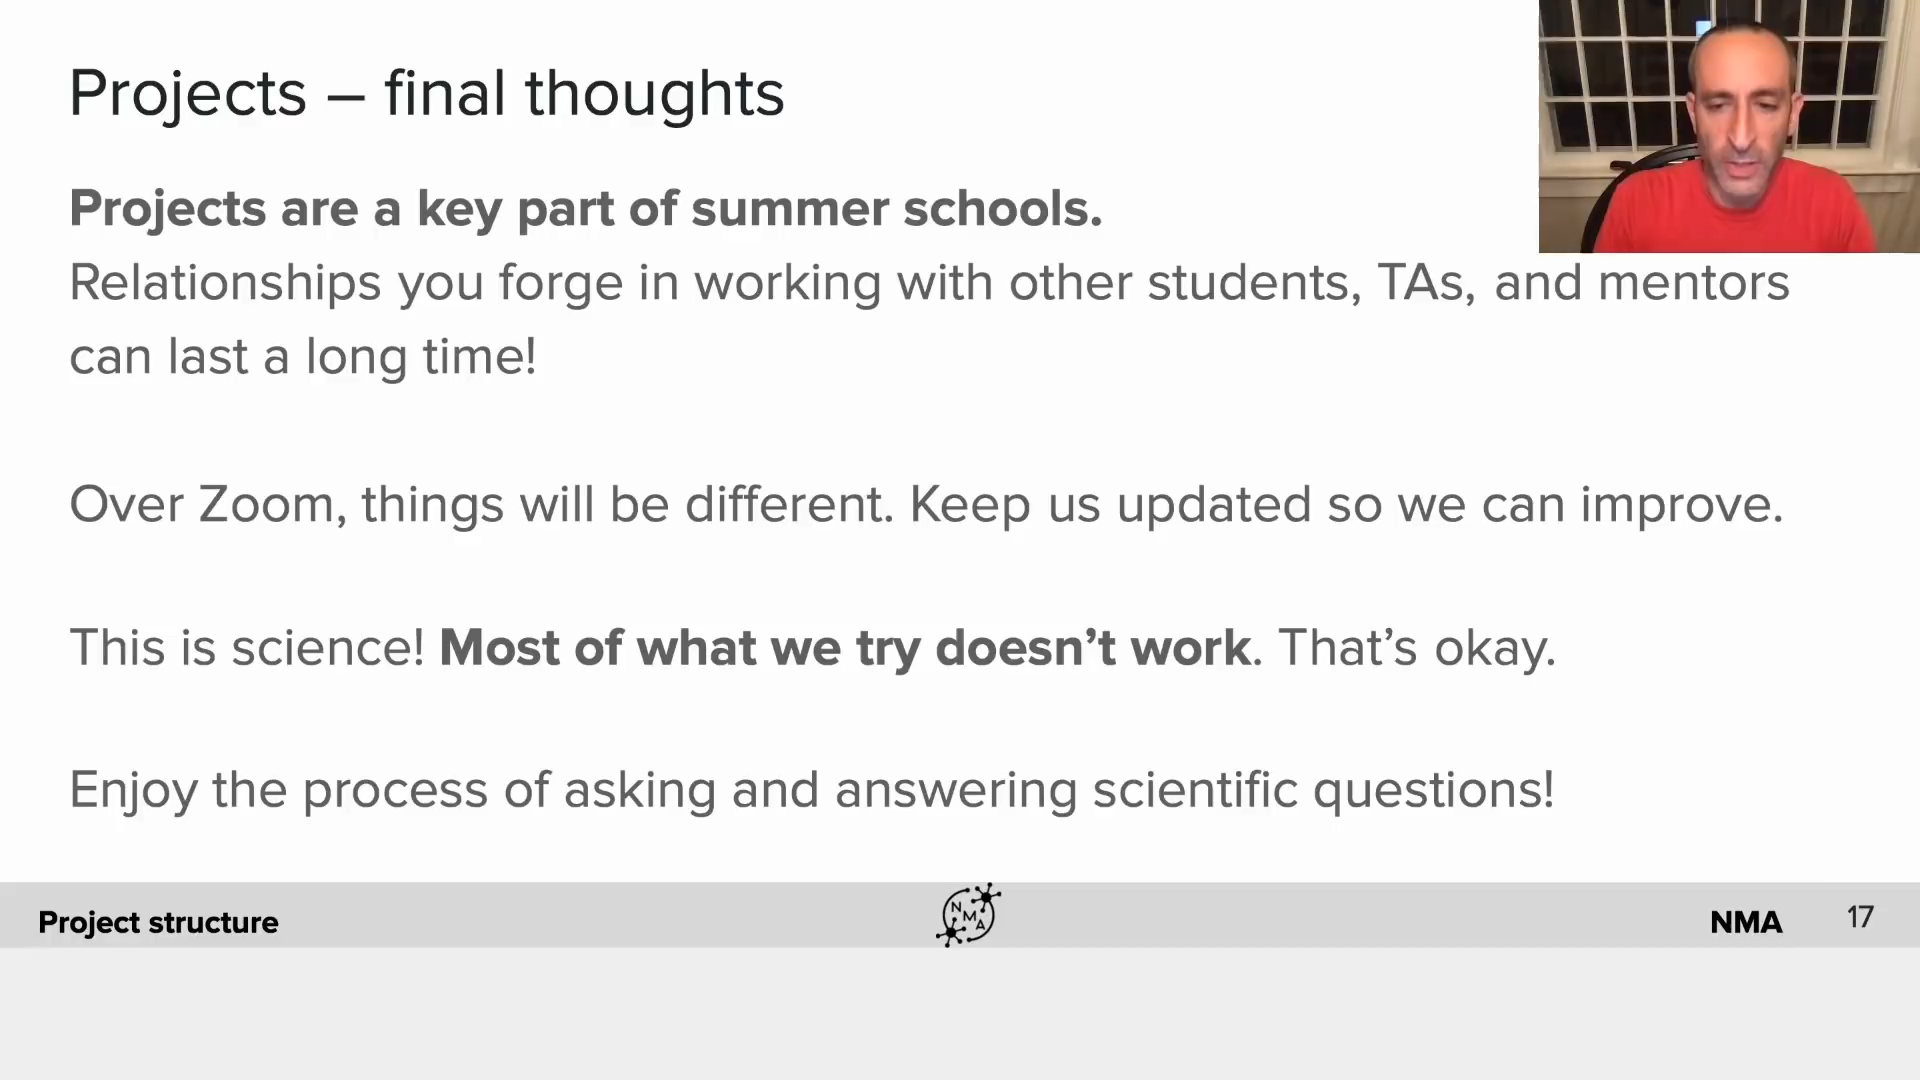 Projects – final thoughts
Projects are a key part of summer schools.
Relationships you forge in working with other students, TAs, and mentors
can last a long time!
Over Zoom, things will be different. Keep us updated so we can improve.
This is science! Most of what we try doesn’t work. That’s okay.
Enjoy the process of asking and answering scientific questions!
Project structure
N
M
A
NMA
17